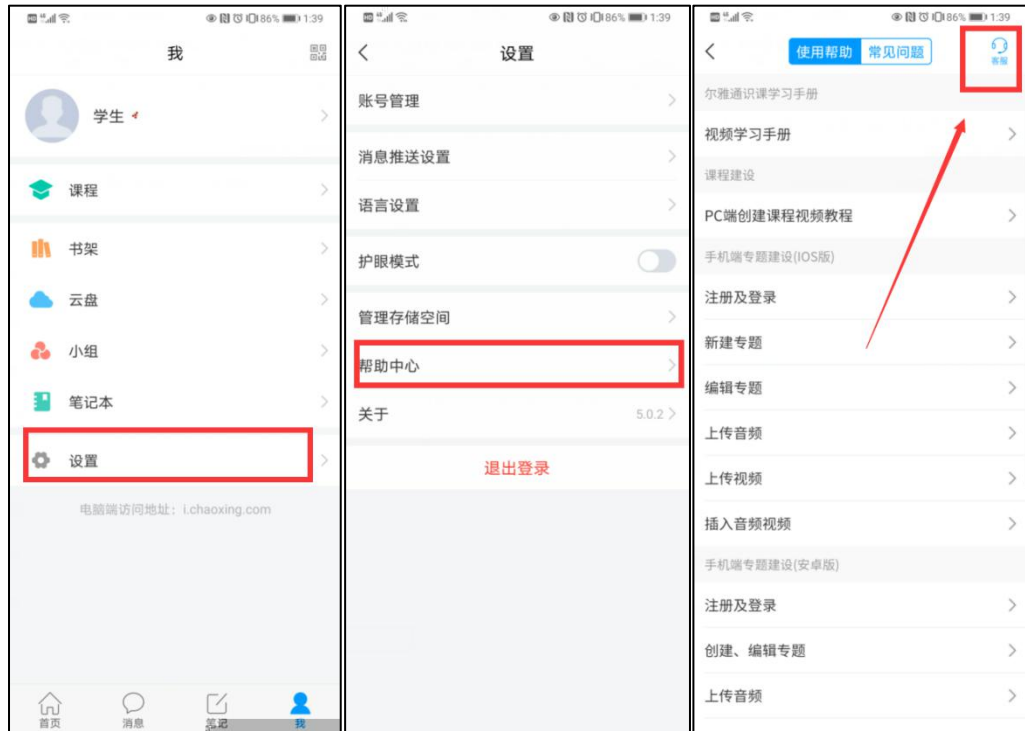 86% 1:39
我
学生
课程
书架
云盘
小组
笔记本
设置
电脑端访问地址：i.chaoxing.com
首页
消息
笔记
我
86% 1:39
设置
账号管理
消息推送设置
语言设置
护眼模式
管理存储空间
帮助中心
关于 5.0.2
退出登录
86% 1:39
使用帮助 常见问题 客服
尔雅通识课学习手册
视频学习手册
课程建设
PC端创建课程视频教程
手机端专题建设(IOS版)
注册及登录
新建专题
编辑专题
上传音频
上传视频
插入音频视频
手机端专题建设(安卓版)
注册及登录
创建、编辑专题
上传音频